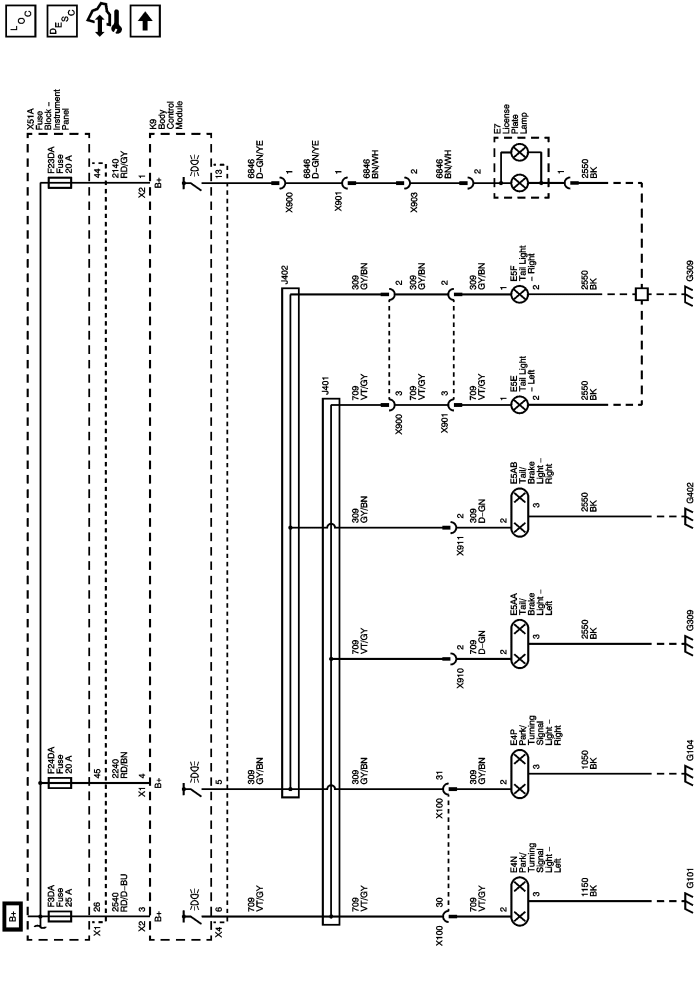 LOC
DESC
B+
X51A
Fuse
Block –
Instrument
Panel
F3DA
Fuse
25 A
F24DA
Fuse
20 A
F23DA
Fuse
20 A
X1
26
45
44
2540
RD/D–BU
2240
RD/BN
2140
RD/GY
X2
3
X1
4
X2
1
K9
Body
Control
Module
B+
B+
B+
X4
6
5
13
709
VT/GY
309
GY/BN
6846
D–GN/YE
X900
1
6846
D–GN/YE
X901
1
6846
BN/WH
X903
2
6846
BN/WH
2
E7
License
Plate
Lamp
1
2550
BK
J402
309
GY/BN
2
309
GY/BN
2
309
GY/BN
1
E5F
Tail Light
– Right
2
2550
BK
G309
J401
709
VT/GY
X900
3
709
VT/GY
X901
3
709
VT/GY
1
E5E
Tail Light
– Left
2
2550
BK
309
GY/BN
X911
2
309
D–GN
2
E5AB
Tail/
Brake
Light –
Right
3
2550
BK
G402
709
VT/GY
X910
2
709
D–GN
2
E5AA
Tail/
Brake
Light –
Left
3
2550
BK
G309
309
GY/BN
X100
31
309
GY/BN
2
E4P
Park/
Turning
Signal
Light –
Right
3
1050
BK
G104
709
VT/GY
X100
30
709
VT/GY
2
E4N
Park/
Turning
Signal
Light –
Left
3
1150
BK
G101